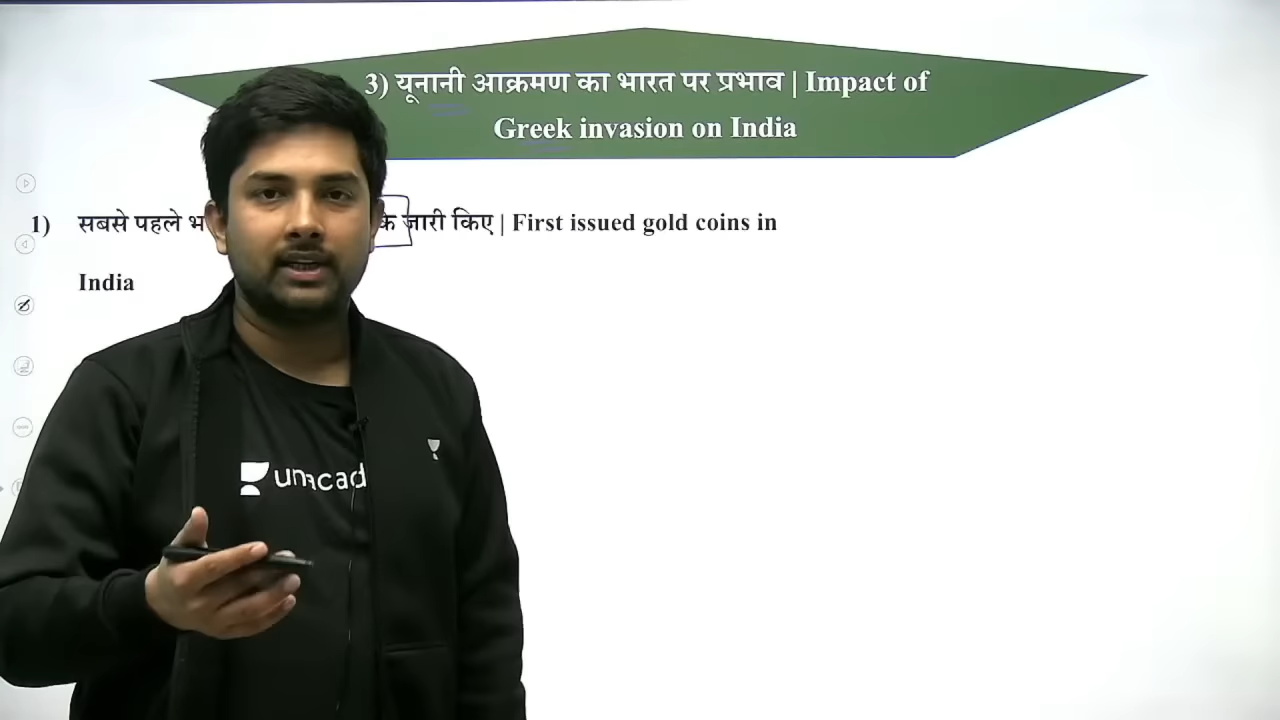 3) यूनानी आक्रमण का भारत पर प्रभाव | Impact of
Greek invasion on India
1) सबसे पहले जारी किए | First issued gold coins in
India